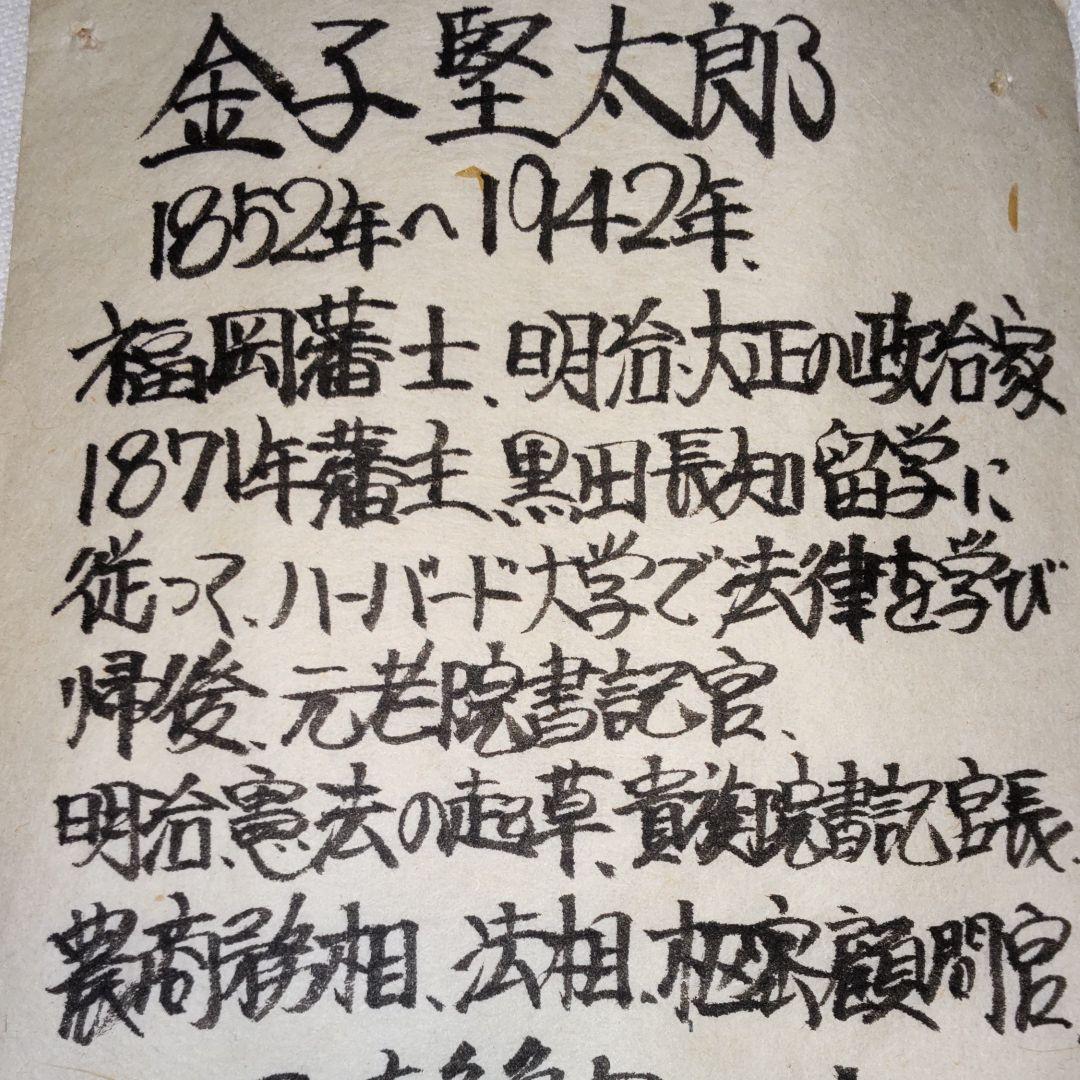 金子堅太郎
1852年へ1942年、
福岡藩士、明治、大正の政治家
1871年藩主、黒田長知留学に
従って、ハーバード大学で法律を学び
帰後、元老院書記官、
明治、憲法の起草、貴族院書記官長、
農商務相、法相、枢密顧問官